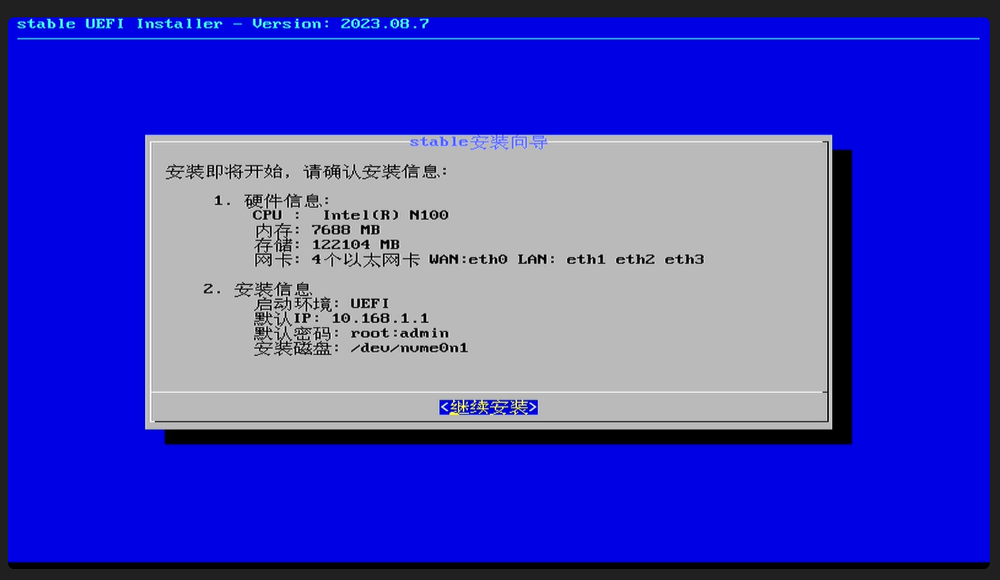 stable UEFI Installer - Version: 2023.08.7
stable安装向导
安装即将开始，请确认安装信息：
1. 硬件信息：
CPU : Intel(R) N100
内存: 7688 MB
存储: 122104 MB
网卡: 4个以太网卡 WAN:eth0 LAN: eth1 eth2 eth3
2. 安装信息
启动环境: UEFI
默认IP: 10.168.1.1
默认密码: root:admin
安装磁盘: /dev/nvme0n1
<继续安装>